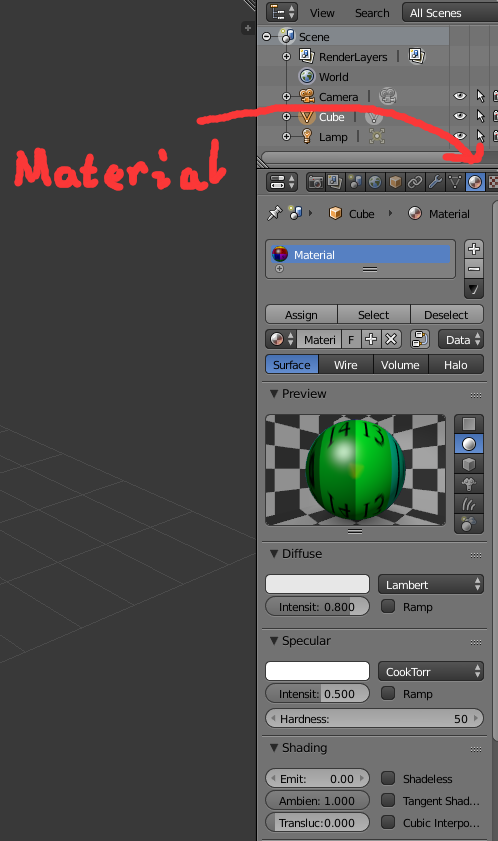 View Search All Scenes
Scene
RenderLayers
World
Camera
Cube
Lamp
Material
Cube Material
Material
Assign Select Deselect
Materi F Data
Surface Wire Volume Halo
Preview
14 13
Diffuse
Lambert
Intensit: 0.800 Ramp
Specular
CookTorr
Intensit: 0.500 Ramp
Hardness: 50
Shading
Emit: 0.00 Shadeless
Ambien: 1.000 Tangent Shad...
Transluc:0.000 Cubic Interpo...